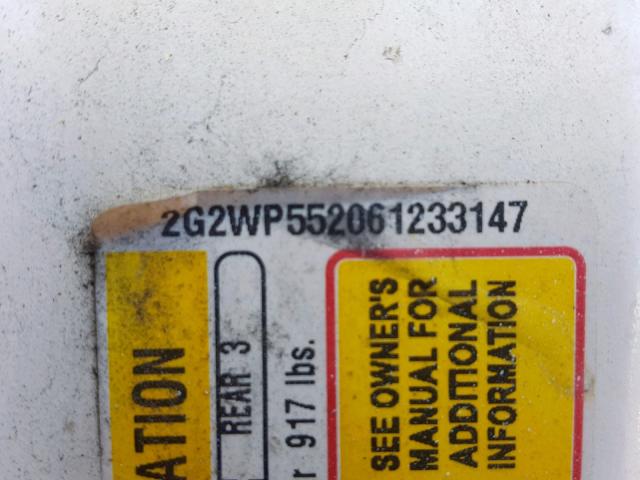 2G2WP552061233147
ATION
REAR 3
r 917 lbs.
SEE OWNER'S
MANUAL FOR
ADDITIONAL
INFORMATION